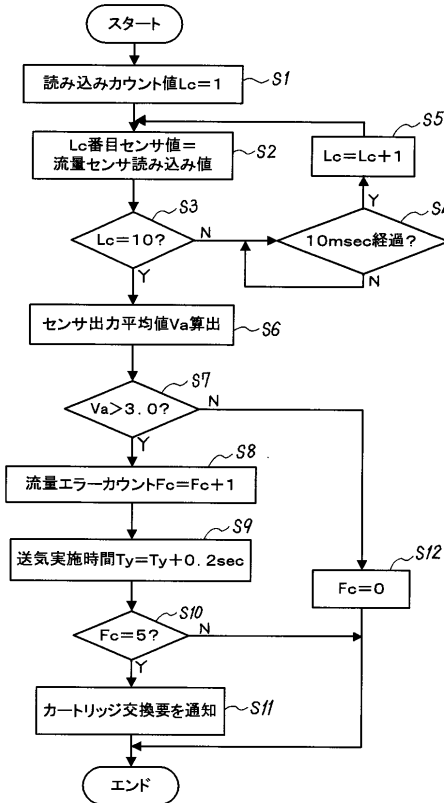 スタート
読み込みカウント値Lc=1
S1
S5
Lc番目センサ値=
流量センサ読み込み値
S2
Lc=Lc+1
S3
Y
Lc=10?
N
10msec経過?
Y
N
センサ出力平均値Va算出
S6
S7
Va>3.0?
N
Y
S8
流量エラーカウントFc=Fc+1
S9
送気実施時間Ty=Ty+0.2sec
S12
Fc=0
S10
Fc=5?
N
Y
カートリッジ交換要を通知
S11
エンド